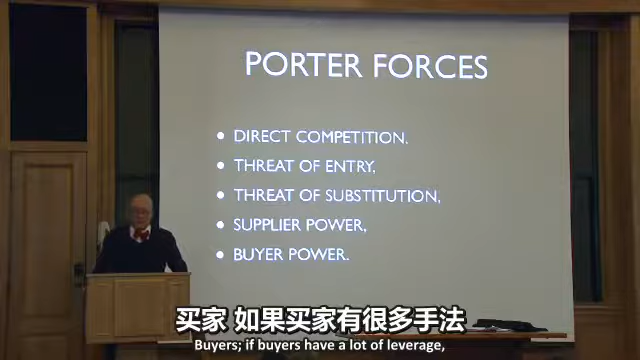 PORTER FORCES
• DIRECT COMPETITION.
• THREAT OF ENTRY,
• THREAT OF SUBSTITUTION,
• SUPPLIER POWER,
• BUYER POWER.
买家 如果买家有很多手法
Buyers; if buyers have a lot of leverage,